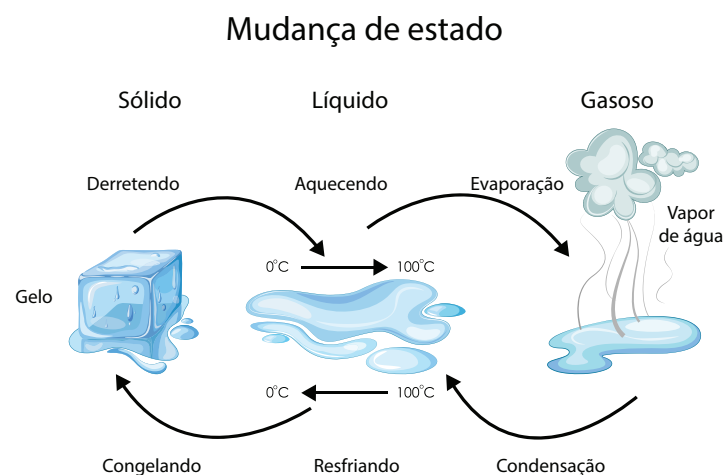 Mudança de estado
Sólido
Líquido
Gasoso
Derretendo
Aquecendo
Evaporação
Vapor
de água
0°C
100°C
Gelo
0°C
100°C
Congelando
Resfriando
Condensação